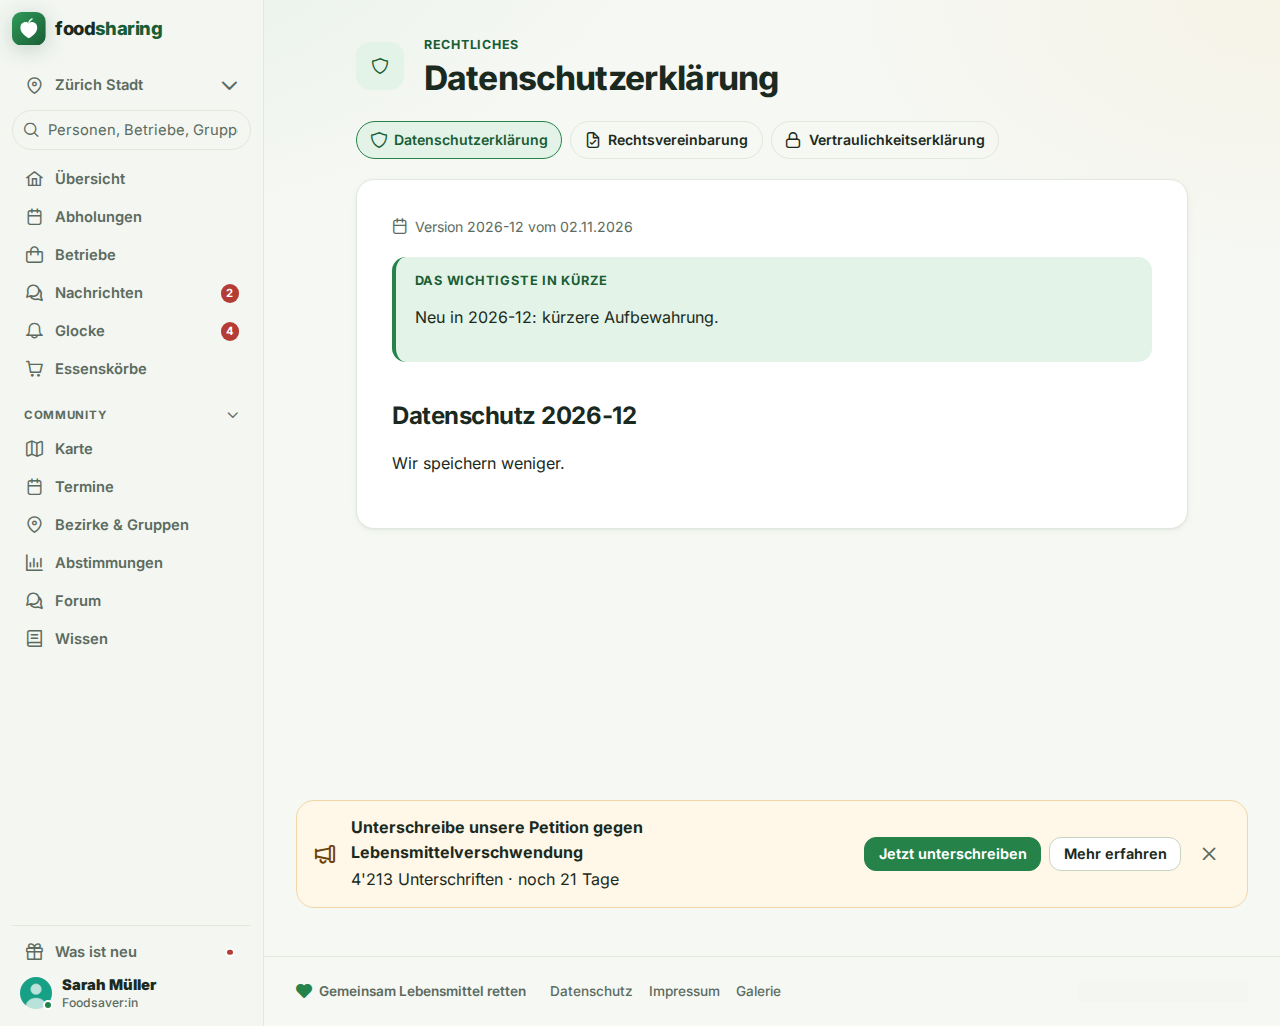 foodsharing
Zürich Stadt
Personen, Betriebe, Grupp
Übersicht
Abholungen
Betriebe
Nachrichten 2
Glocke 4
Essenskörbe
COMMUNITY
Karte
Termine
Bezirke & Gruppen
Abstimmungen
Forum
Wissen
Was ist neu
Sarah Müller
Foodsaver:in
RECHTLICHES
Datenschutzerklärung
Datenschutzerklärung Rechtsvereinbarung Vertraulichkeitserklärung
Version 2026-12 vom 02.11.2026
DAS WICHTIGSTE IN KÜRZE
Neu in 2026-12: kürzere Aufbewahrung.
Datenschutz 2026-12
Wir speichern weniger.
Unterschreibe unsere Petition gegen
Lebensmittelverschwendung
4'213 Unterschriften · noch 21 Tage
Jetzt unterschreiben Mehr erfahren
Gemeinsam Lebensmittel retten Datenschutz Impressum Galerie